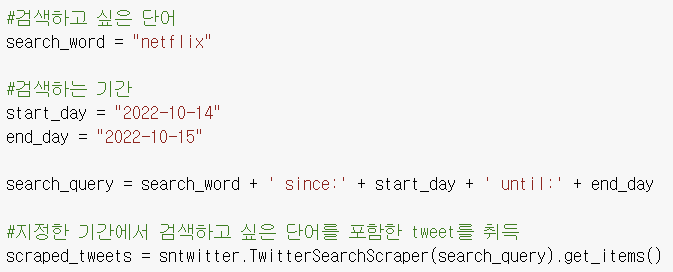 #검색하고 싶은 단어
search_word = "netflix"
#검색하는 기간
start_day = "2022-10-14"
end_day = "2022-10-15"
search_query = search_word + ' since:' + start_day + ' until:' + end_day
#지정한 기간에서 검색하고 싶은 단어를 포함한 tweet를 취득
scraped_tweets = sntwitter.TwitterSearchScraper(search_query).get_items()